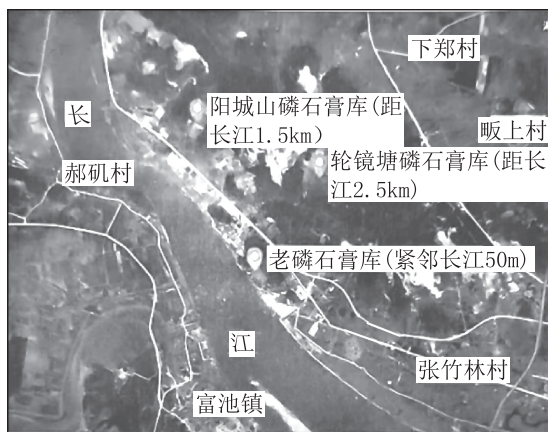 下郑村
阳城山磷石膏库(距
长江1.5km)
长
畈上村
轮镜塘磷石膏库(距长
江2.5km)
郝矶村
老磷石膏库(紧邻长江50m)
江
张竹林村
富池镇